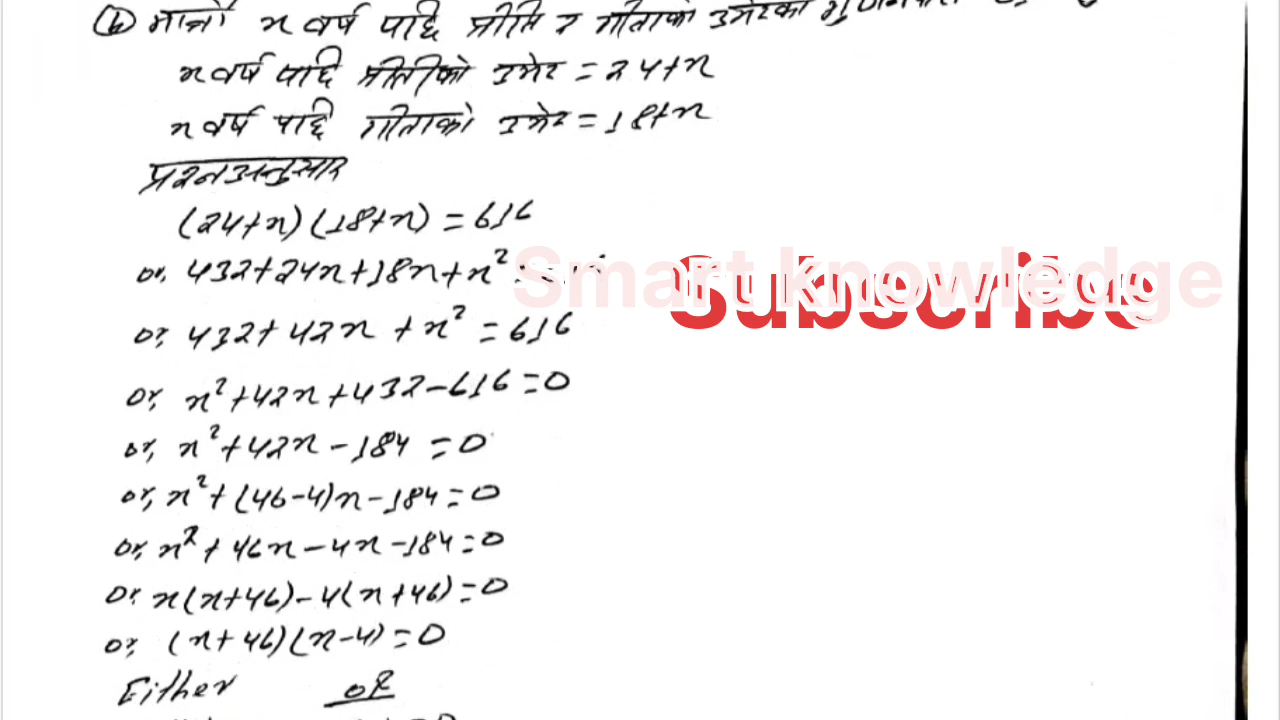 (b) मानौं x वर्ष पछि प्रीति र गीताको उमेरको
x वर्ष पछि प्रीतीको उमेर = 24+x
x वर्ष पछि गीताको उमेर = 18+x
प्रश्नअनुसार
(24+x)(18+x) = 616
or, 432+24x+18x+x² =
or, 432+42x+x² = 616
or, x²+42x+432-616=0
or, x²+42x-184=0
or, x²+(46-4)x-184=0
or, x²+46x-4x-184=0
or, x(x+46)-4(x+46)=0
or, (x+46)(x-4)=0
Either or
Smart knowledge
Subscribe